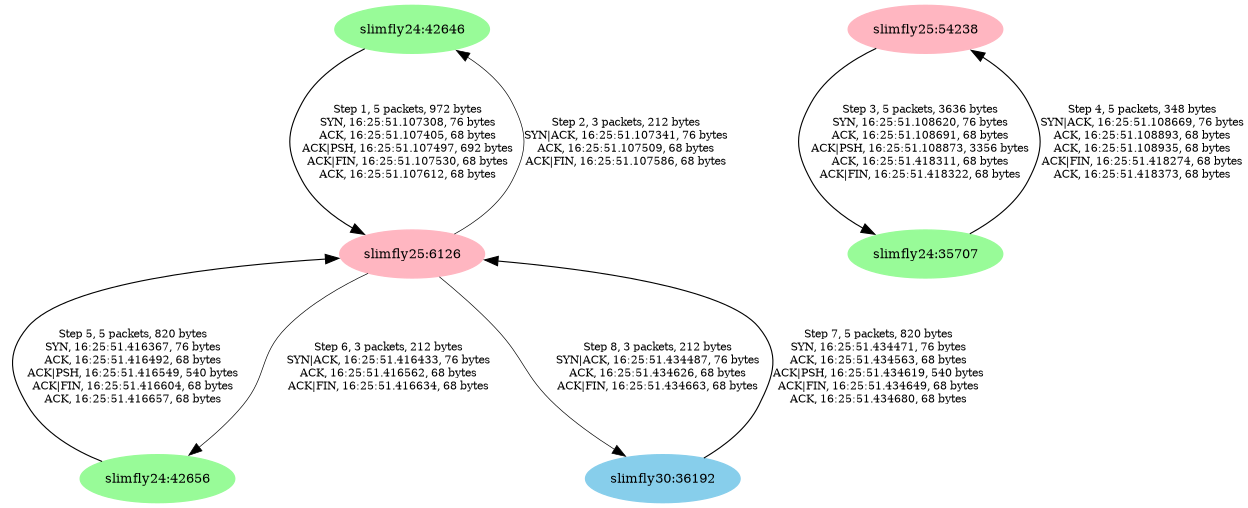 slimfly24:42646
slimfly25:54238
Step 1, 5 packets, 972 bytes
SYN, 16:25:51.107308, 76 bytes
ACK, 16:25:51.107405, 68 bytes
ACK|PSH, 16:25:51.107497, 692 bytes
ACK|FIN, 16:25:51.107530, 68 bytes
ACK, 16:25:51.107612, 68 bytes
Step 2, 3 packets, 212 bytes
SYN|ACK, 16:25:51.107341, 76 bytes
ACK, 16:25:51.107509, 68 bytes
ACK|FIN, 16:25:51.107586, 68 bytes
Step 3, 5 packets, 3636 bytes
SYN, 16:25:51.108620, 76 bytes
ACK, 16:25:51.108691, 68 bytes
ACK|PSH, 16:25:51.108873, 3356 bytes
ACK, 16:25:51.418311, 68 bytes
ACK|FIN, 16:25:51.418322, 68 bytes
Step 4, 5 packets, 348 bytes
SYN|ACK, 16:25:51.108669, 76 bytes
ACK, 16:25:51.108893, 68 bytes
ACK, 16:25:51.108935, 68 bytes
ACK|FIN, 16:25:51.418274, 68 bytes
ACK, 16:25:51.418373, 68 bytes
slimfly25:6126
slimfly24:35707
Step 5, 5 packets, 820 bytes
SYN, 16:25:51.416367, 76 bytes
ACK, 16:25:51.416492, 68 bytes
ACK|PSH, 16:25:51.416549, 540 bytes
ACK|FIN, 16:25:51.416604, 68 bytes
ACK, 16:25:51.416657, 68 bytes
Step 6, 3 packets, 212 bytes
SYN|ACK, 16:25:51.416433, 76 bytes
ACK, 16:25:51.416562, 68 bytes
ACK|FIN, 16:25:51.416634, 68 bytes
Step 8, 3 packets, 212 bytes
SYN|ACK, 16:25:51.434487, 76 bytes
ACK, 16:25:51.434626, 68 bytes
ACK|FIN, 16:25:51.434663, 68 bytes
Step 7, 5 packets, 820 bytes
SYN, 16:25:51.434471, 76 bytes
ACK, 16:25:51.434563, 68 bytes
ACK|PSH, 16:25:51.434619, 540 bytes
ACK|FIN, 16:25:51.434649, 68 bytes
ACK, 16:25:51.434680, 68 bytes
slimfly24:42656
slimfly30:36192